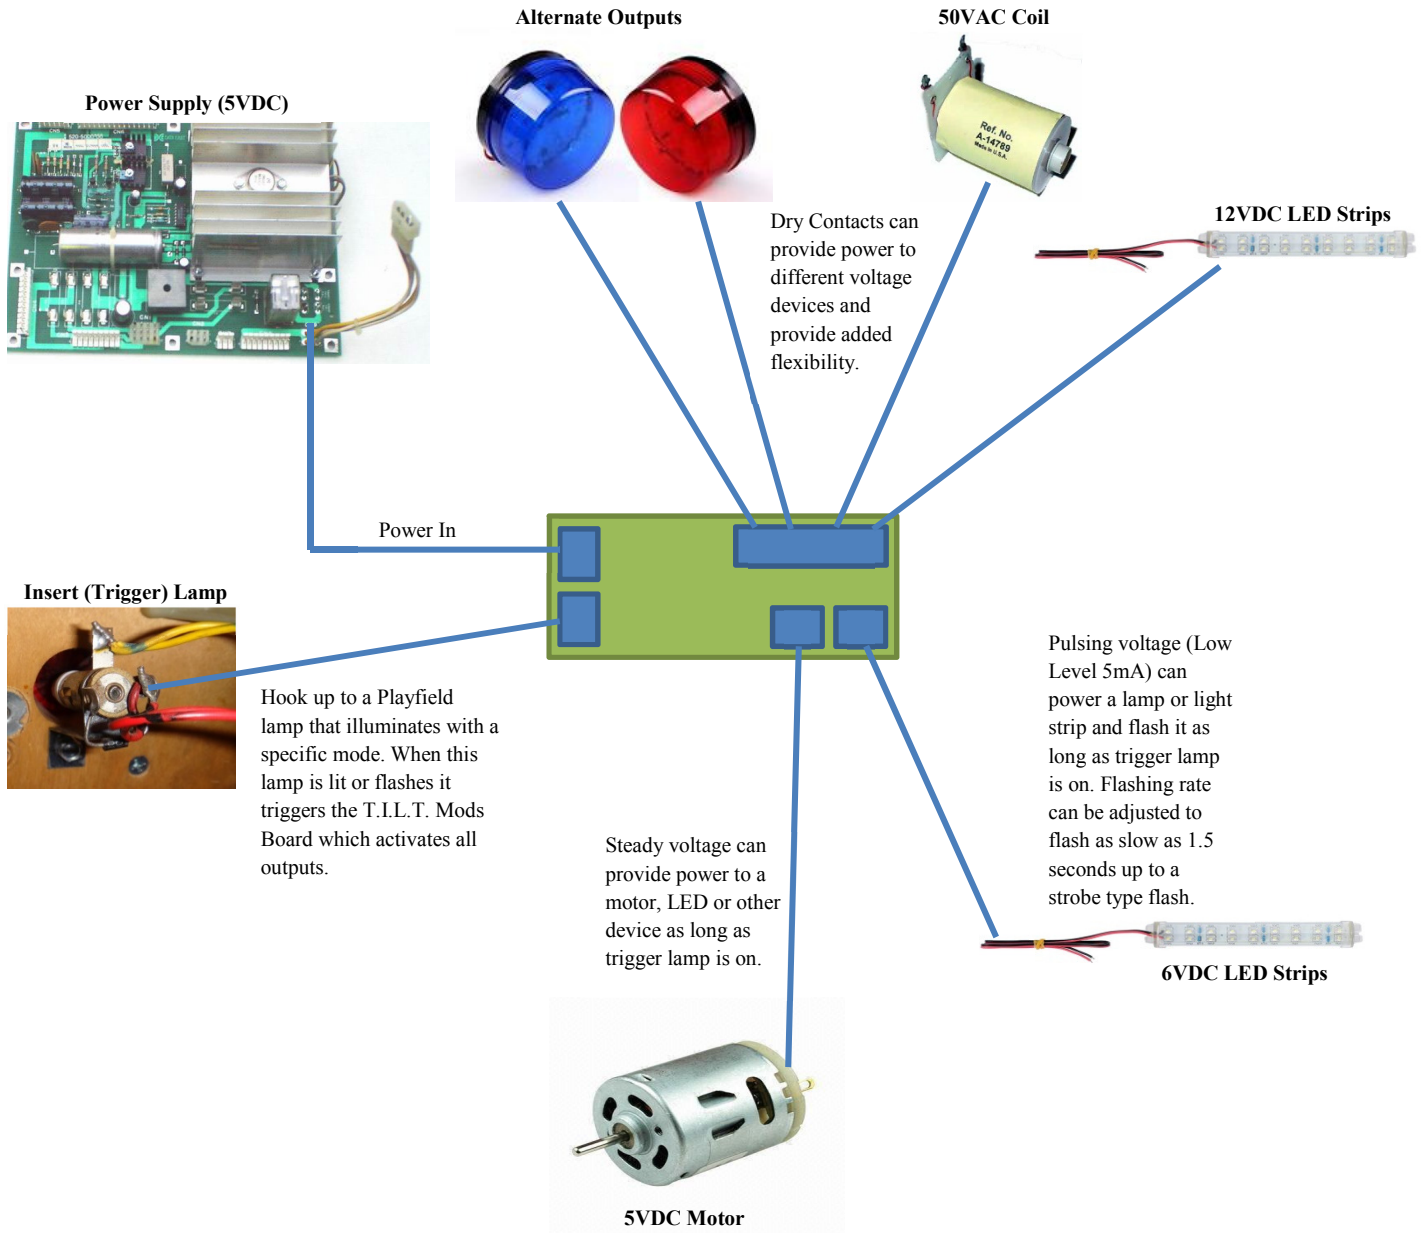 Alternate Outputs
50VAC Coil
Power Supply (5VDC)
Ref. No.
A-14789
Made in U.S.A.
12VDC LED Strips
Dry Contacts can
provide power to
different voltage
devices and
provide added
flexibility.
Power In
Insert (Trigger) Lamp
Hook up to a Playfield
lamp that illuminates with a
specific mode. When this
lamp is lit or flashes it
triggers the T.I.L.T. Mods
Board which activates all
outputs.
Pulsing voltage (Low
Level 5mA) can
power a lamp or light
strip and flash it as
long as trigger lamp
is on. Flashing rate
can be adjusted to
flash as slow as 1.5
seconds up to a
strobe type flash.
Steady voltage can
provide power to a
motor, LED or other
device as long as
trigger lamp is on.
6VDC LED Strips
5VDC Motor